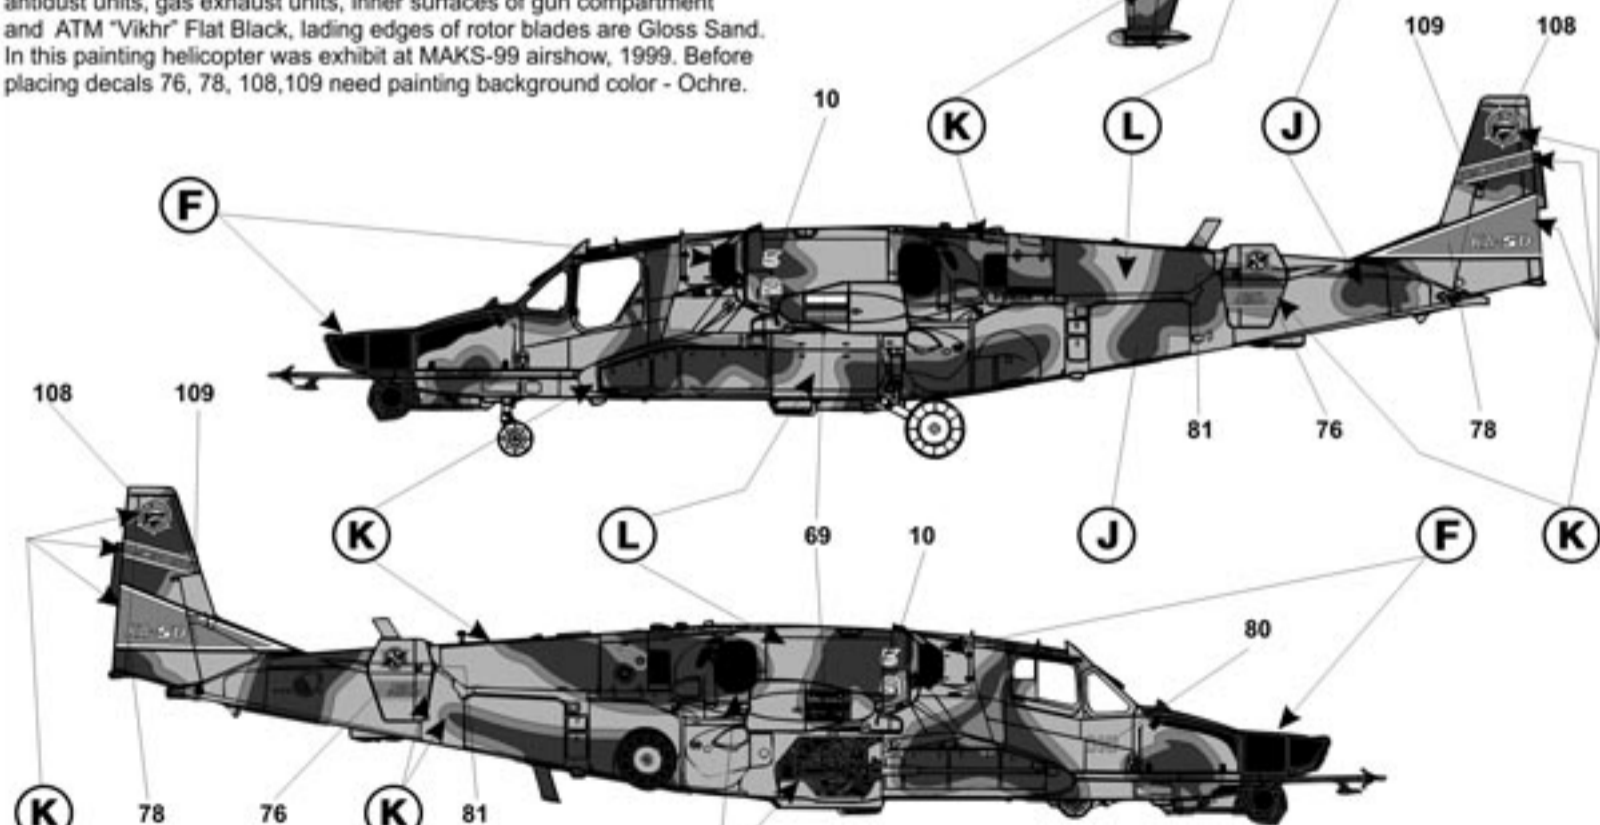 antidust units, gas exhaust units, inner surfaces of gun compartment
and ATM “Vikhr” Flat Black, lading edges of rotor blades are Gloss Sand.
In this painting helicopter was exhibit at MAKS-99 airshow, 1999. Before
placing decals 76, 78, 108,109 need painting background color - Ochre.
109 108
10
K L J
F
108 109
81 76 78
K L 69 10 J F K
80
K 78 76 K 81